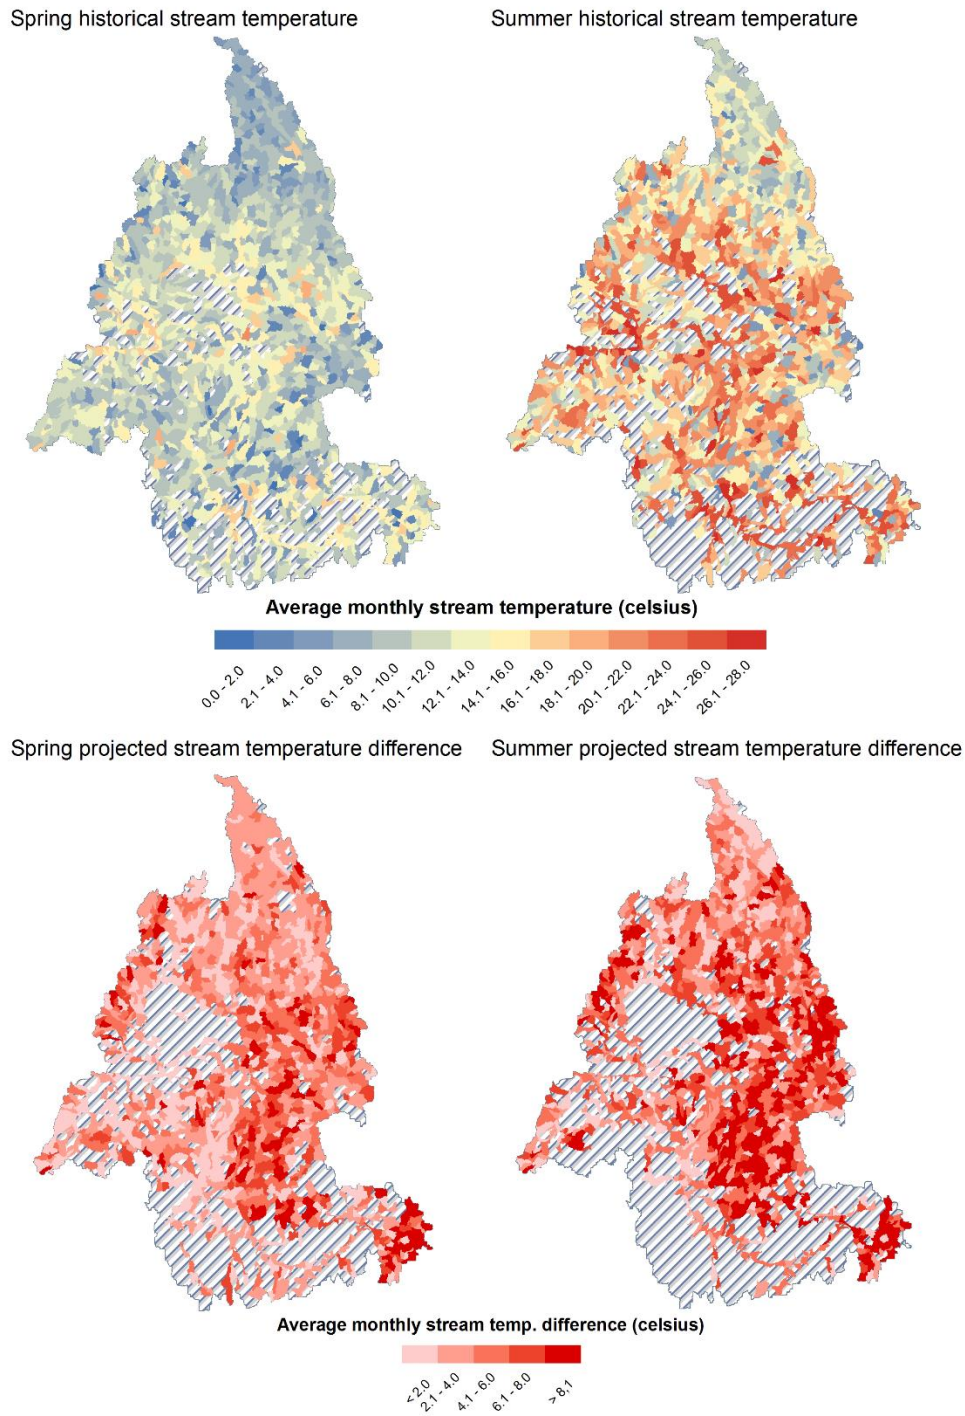 Spring historical stream temperature
Summer historical stream temperature
Average monthly stream temperature (celsius)
0.0 - 2.0
2.1 - 4.0
4.1 - 6.0
6.1 - 8.0
8.1 - 10.0
10.1 - 12.0
12.1 - 14.0
14.1 - 16.0
16.1 - 18.0
18.1 - 20.0
20.1 - 22.0
22.1 - 24.0
24.1 - 26.0
26.1 - 28.0
Spring projected stream temperature difference
Summer projected stream temperature difference
Average monthly stream temp. difference (celsius)
< 2.0
2.1 - 4.0
4.1 - 6.0
6.1 - 8.0
> 8,1